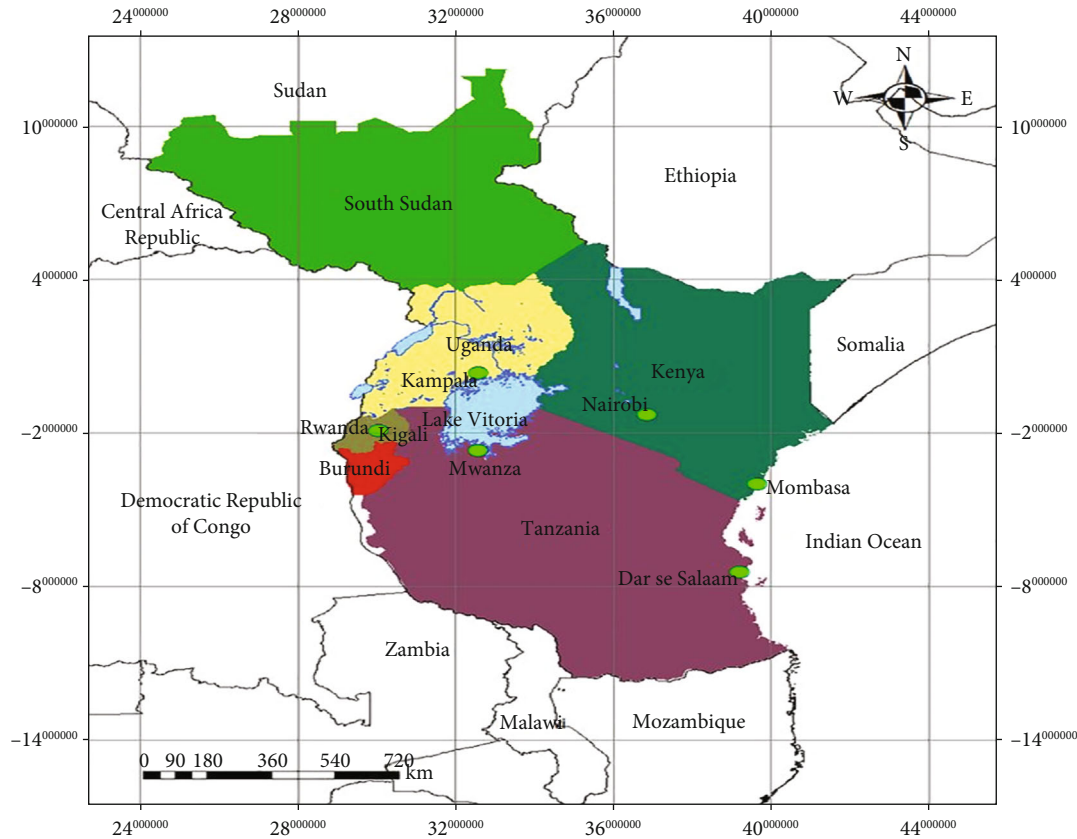 24000000 28000000 32000000 36000000 40000000 44000000
N
W E
S
Sudan
10000000 10000000
Ethiopia
South Sudan
Central Africa
Republic
4000000 4000000
Somalia
Uganda
Kenya
Kampala
Nairobi
Lake Vitoria
Rwanda
Kigali
-2000000 -2000000
Burundi
Mwanza
Mombasa
Democratic Republic
of Congo
Tanzania
Indian Ocean
Dar se Salaam
-8000000 -8000000
Zambia
Malawi
Mozambique
-14000000 -14000000
0 90 180 360 540 720
km
24000000 28000000 32000000 36000000 40000000 44000000